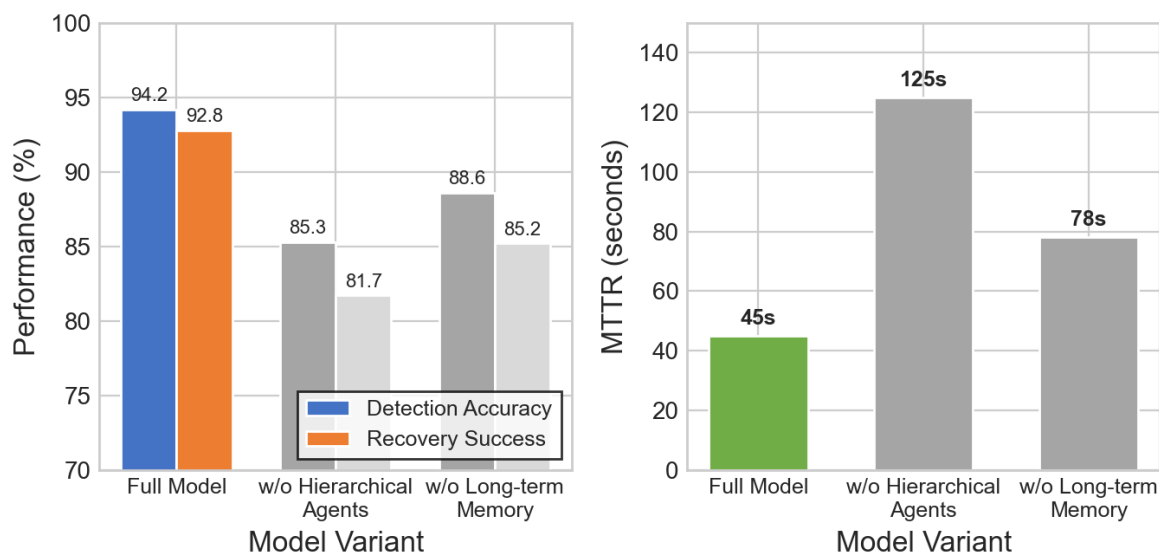 100
95
90
85
80
75
70
Performance (%)
94.2
92.8
85.3
81.7
88.6
85.2
Detection Accuracy
Recovery Success
Full Model
w/o Hierarchical
Agents
w/o Long-term
Memory
Model Variant
140
120
100
80
60
40
20
0
MTTR (seconds)
45s
125s
78s
Full Model
w/o Hierarchical
Agents
w/o Long-term
Memory
Model Variant